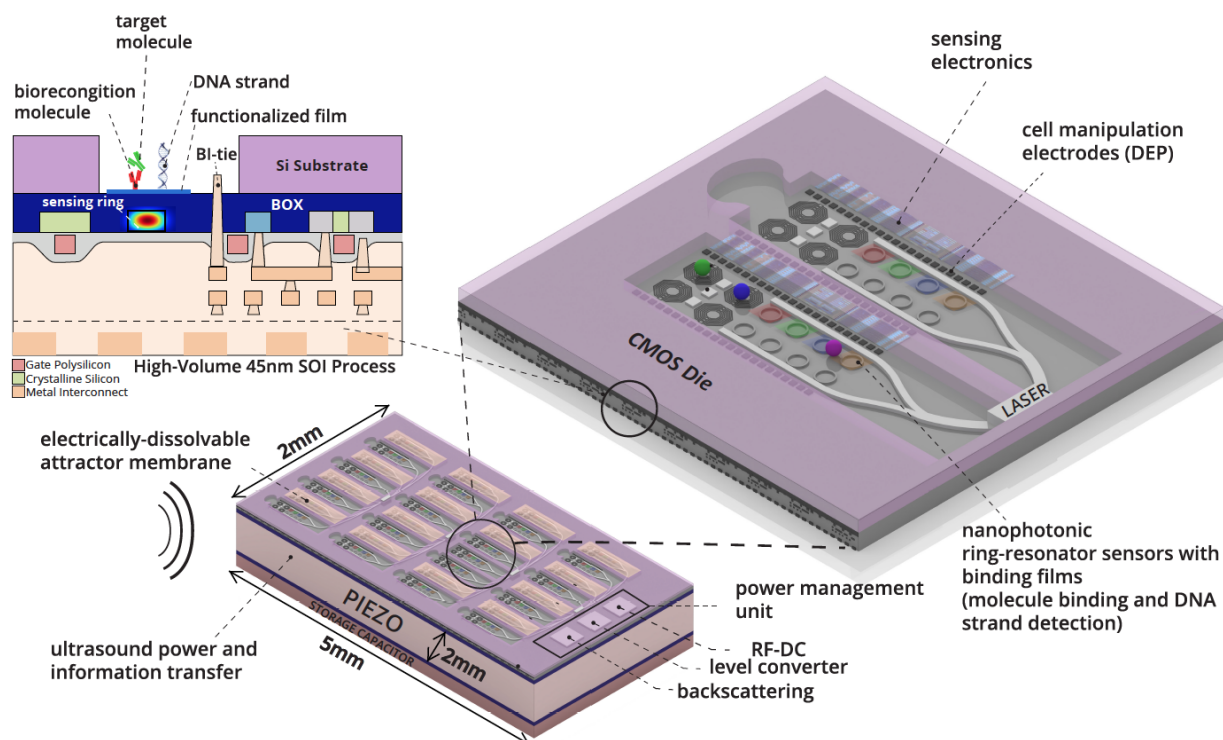 target
molecule
DNA strand
biorecongition
molecule
functionalized film
BI-tie
Si Substrate
sensing ring
BOX
Gate Polysilicon
Crystalline Silicon
Metal Interconnect
High-Volume 45nm SOI Process
sensing
electronics
cell manipulation
electrodes (DEP)
CMOS Die
LASER
nanophotonic
ring-resonator sensors with
binding films
(molecule binding and DNA
strand detection)
electrically-dissolvable
attractor membrane
2mm
PIEZO
STORAGE CAPACITOR
2mm
5mm
ultrasound power and
information transfer
power management
unit
RF-DC
level converter
backscattering